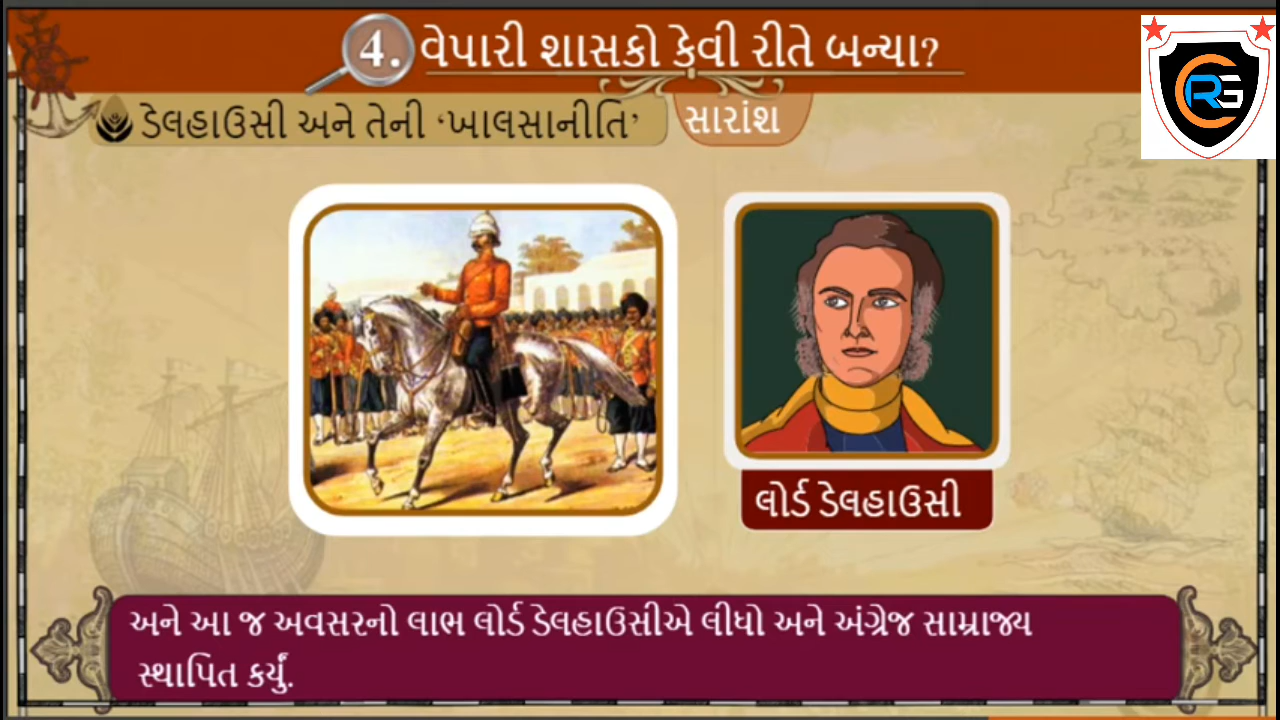 4. વેપારી શાસકો કેવી રીતે બન્યા?
ડેલહાઉસી અને તેની ‘ખાલસાનીતિ’
સારાંશ
લોર્ડ ડેલહાઉસી
અને આ જ અવસરનો લાભ લોર્ડ ડેલહાઉસીએ લીધો અને અંગ્રેજ સામ્રાજ્ય
સ્થાપિત કર્યું.